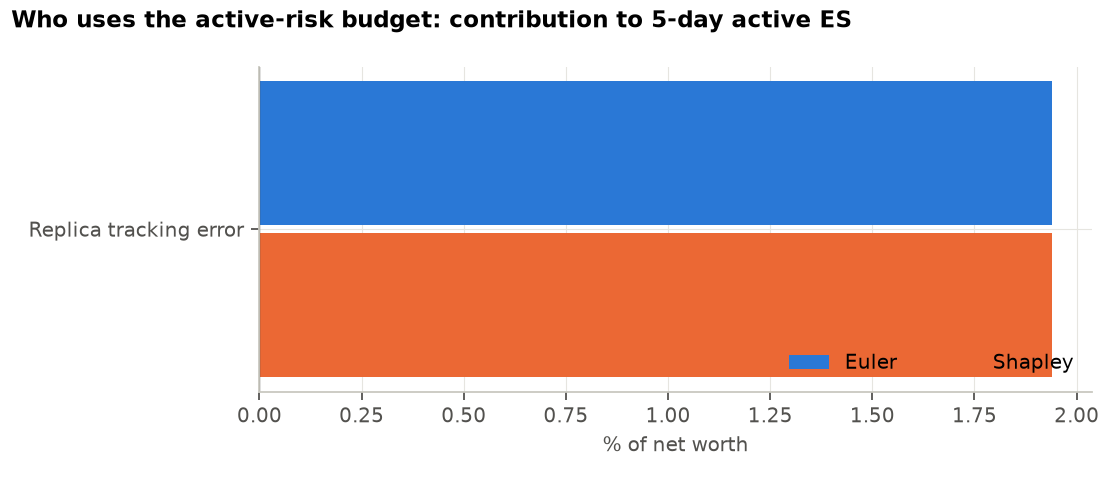 Who uses the active-risk budget: contribution to 5-day active ES
Replica tracking error
Euler Shapley
0.00 0.25 0.50 0.75 1.00 1.25 1.50 1.75 2.00
% of net worth